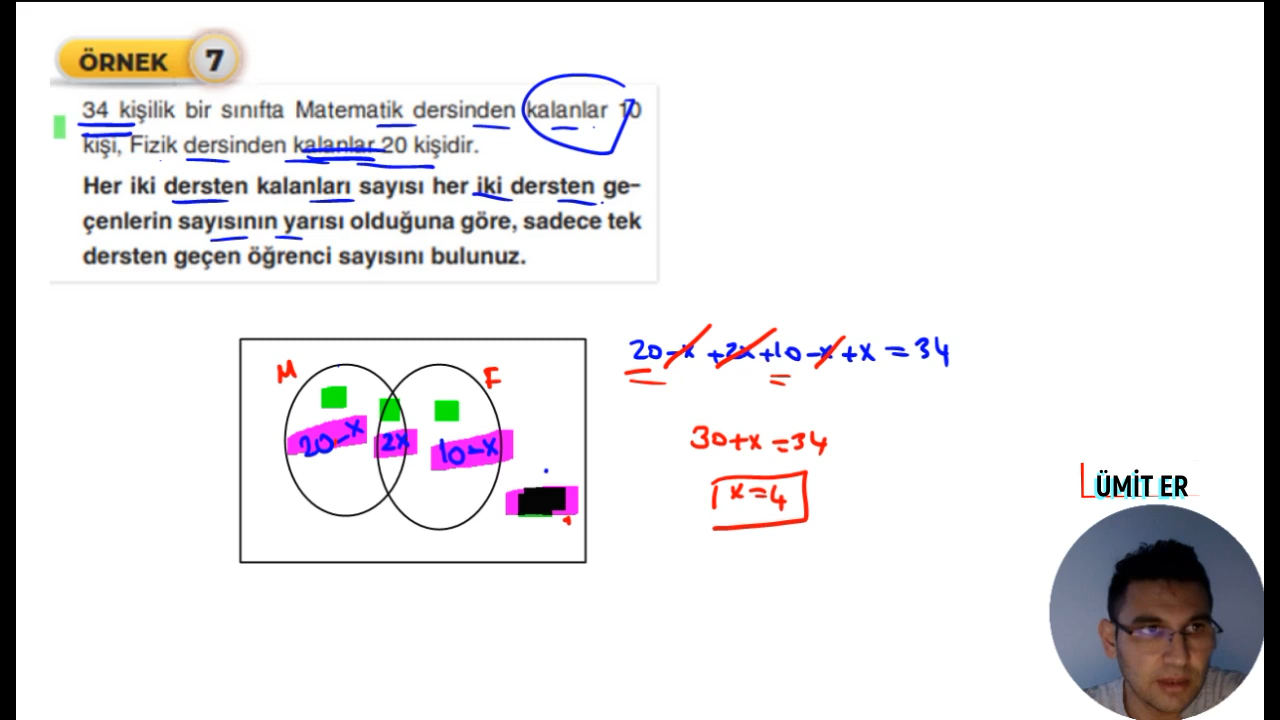 ÖRNEK 7
34 kişilik bir sınıfta Matematik dersinden kalanlar 10
kişi, Fizik dersinden kalanlar 20 kişidir.
Her iki dersten kalanları sayısı her iki dersten ge-
çenlerin sayısının yarısı olduğuna göre, sadece tek
dersten geçen öğrenci sayısını bulunuz.
20-x+2x+10-x+x=34
M F
20-x 2x 10-x
30+x=34
x=4
ÜMİT ER